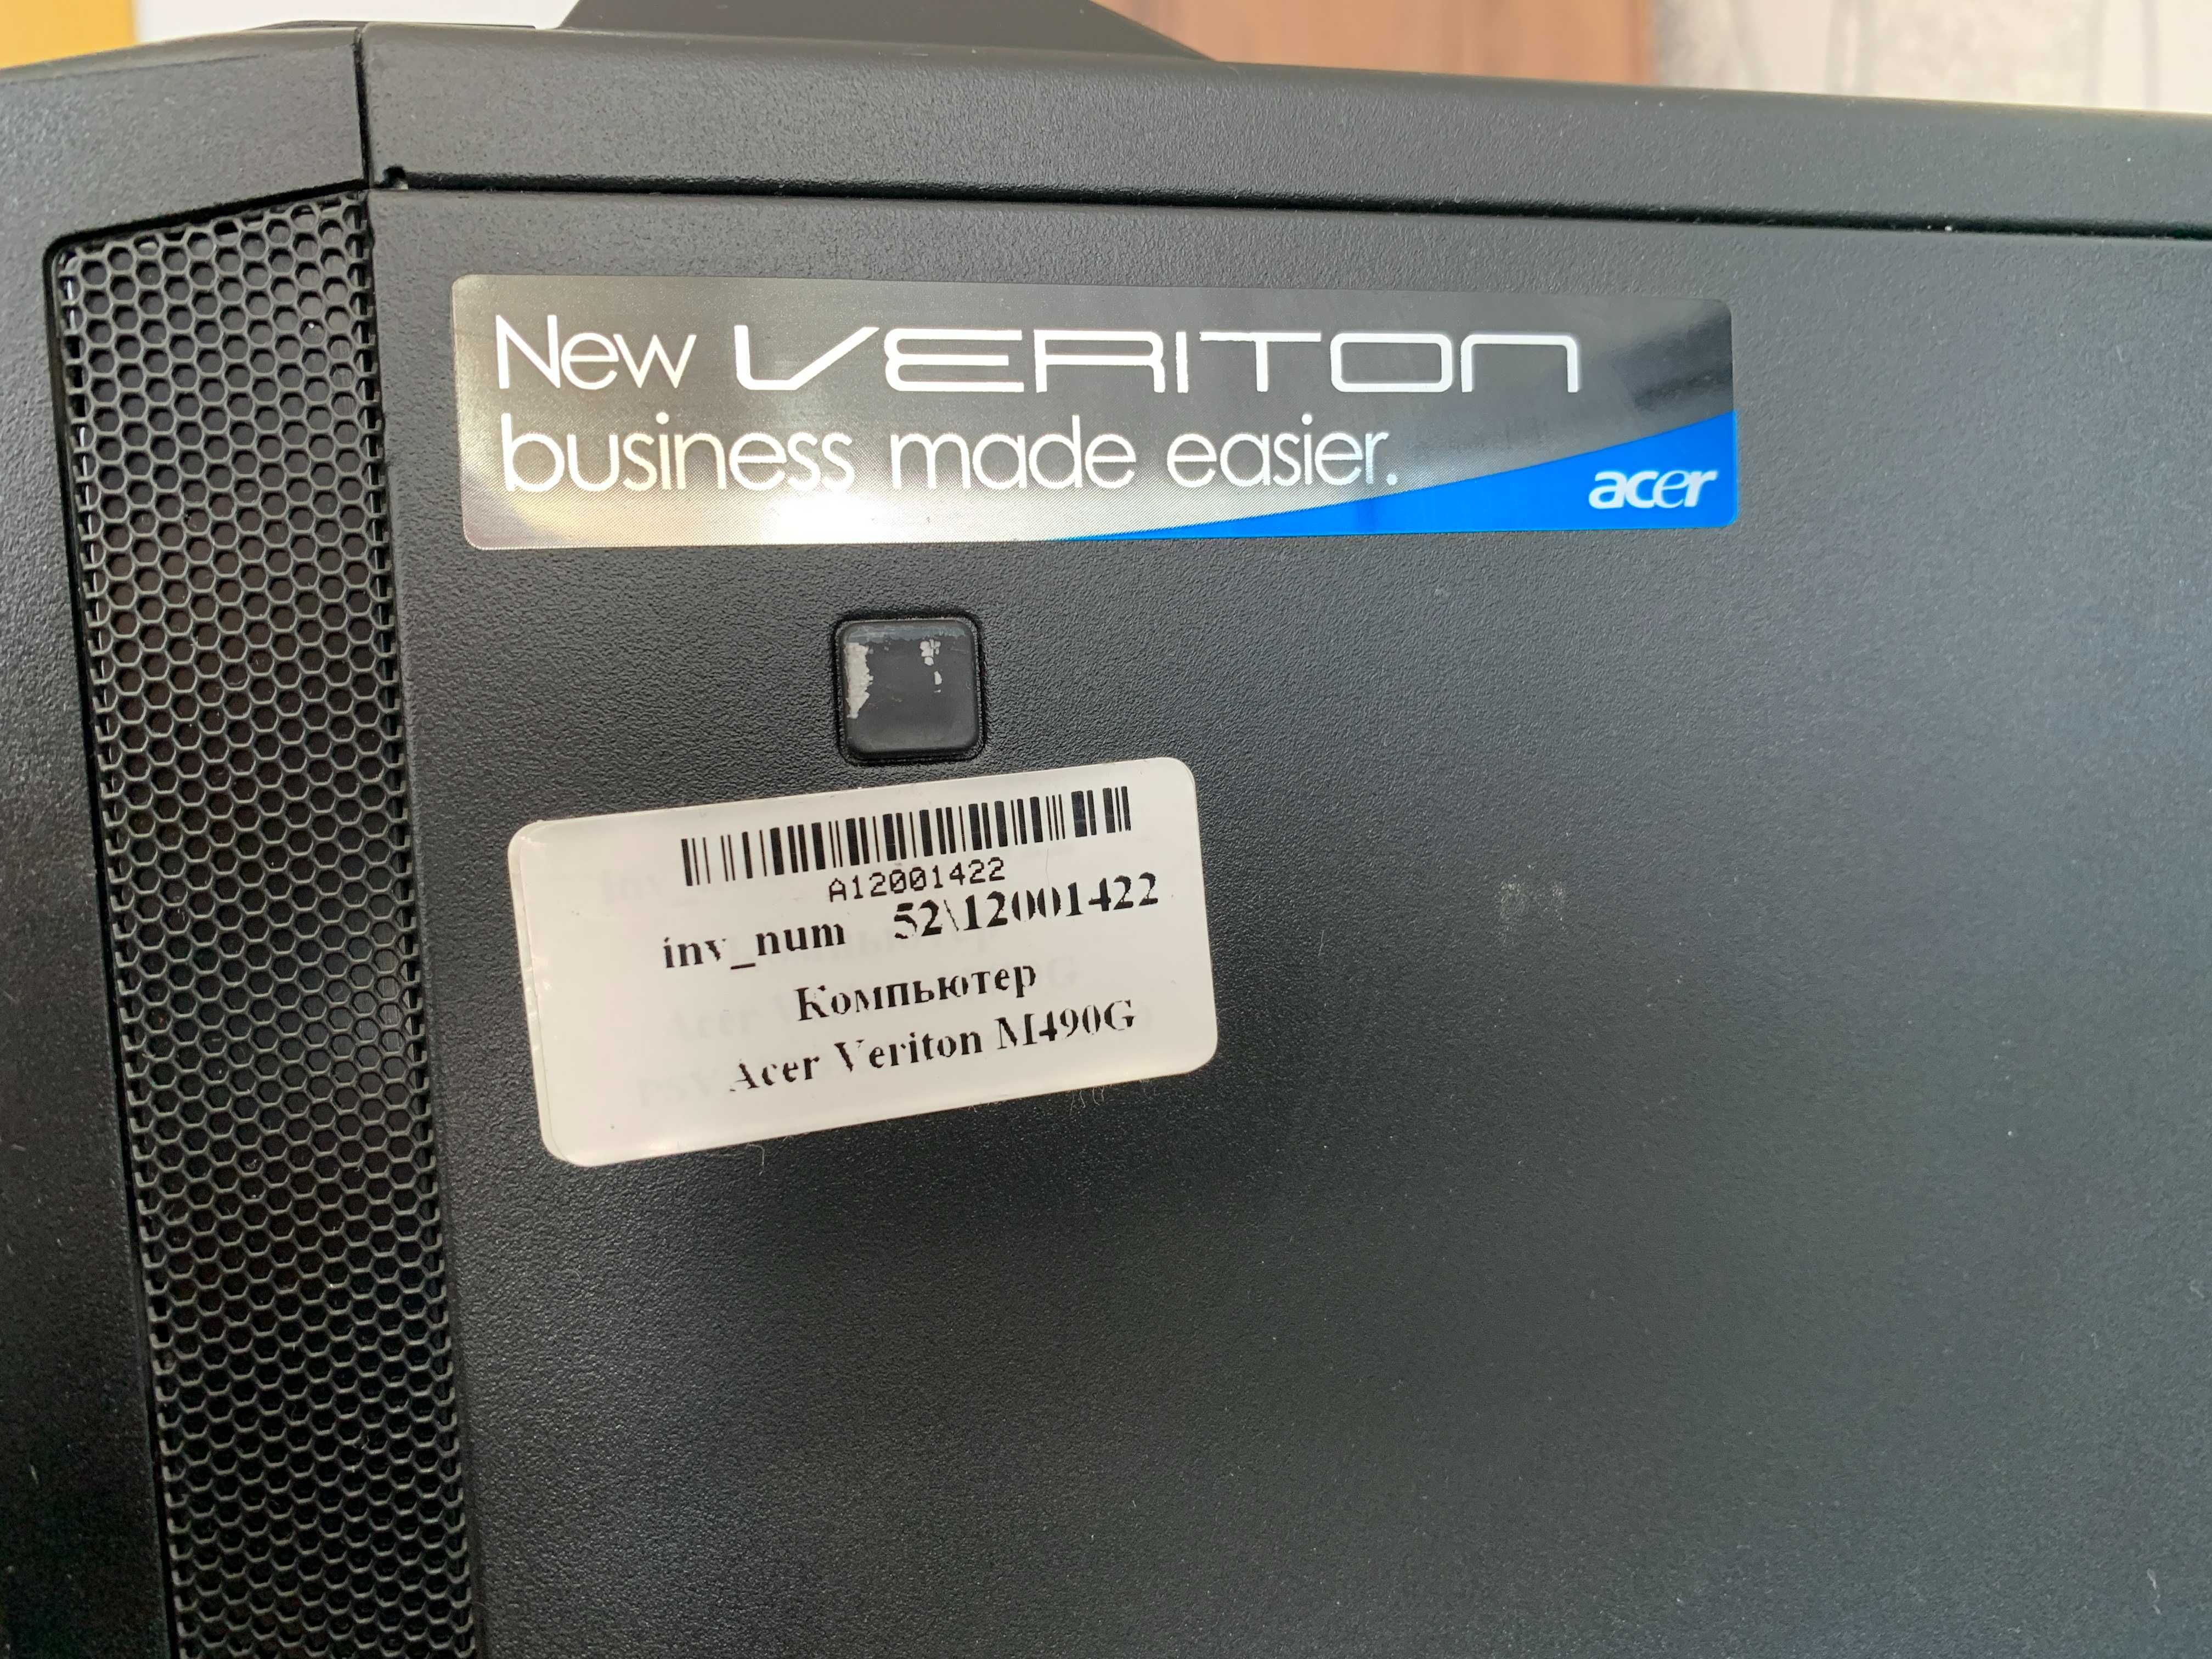 New VERITON
business made easier.
acer
A12001422
inv_num 52\12001422
Компьютер
Acer Veriton M490G